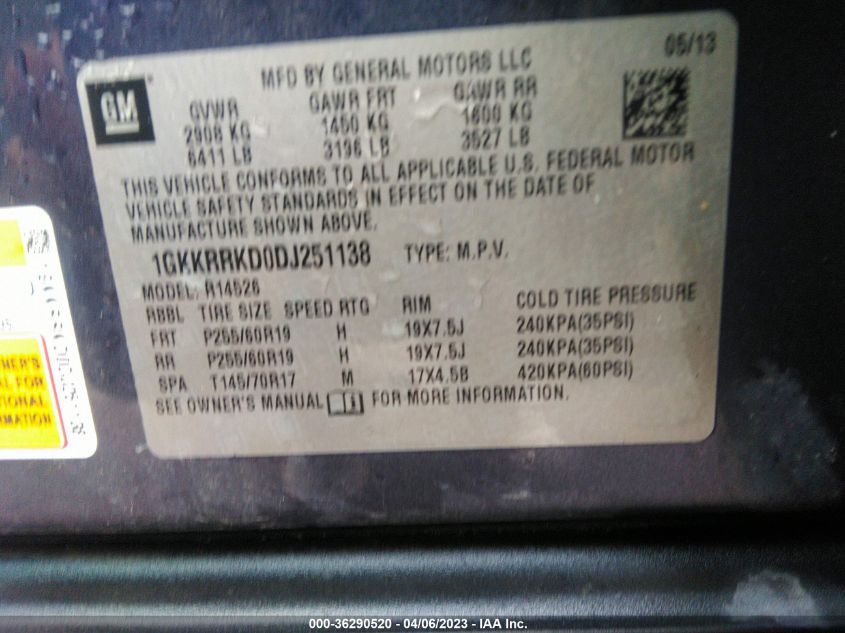 05/13
MFD BY GENERAL MOTORS LLC
GM
GVWR GAWR FRT GAWR RR
2908 KG 1450 KG 1600 KG
6411 LB 3196 LB 3527 LB
THIS VEHICLE CONFORMS TO ALL APPLICABLE U.S. FEDERAL MOTOR
VEHICLE SAFETY STANDARDS IN EFFECT ON THE DATE OF
MANUFACTURE SHOWN ABOVE.
1GKKRRKD0DJ251138 TYPE: M.P.V.
MODEL: R14526
RBBL TIRE SIZE SPEED RTG RIM COLD TIRE PRESSURE
FRT P255/60R19 H 19X7.5J 240KPA(35PSI)
RR P255/60R19 H 19X7.5J 240KPA(35PSI)
SPA T145/70R17 M 17X4.5B 420KPA(60PSI)
SEE OWNER'S MANUAL FOR MORE INFORMATION.
NER'S
L FOR
IONAL
MATION
000-36290520 - 04/06/2023 - IAA Inc.